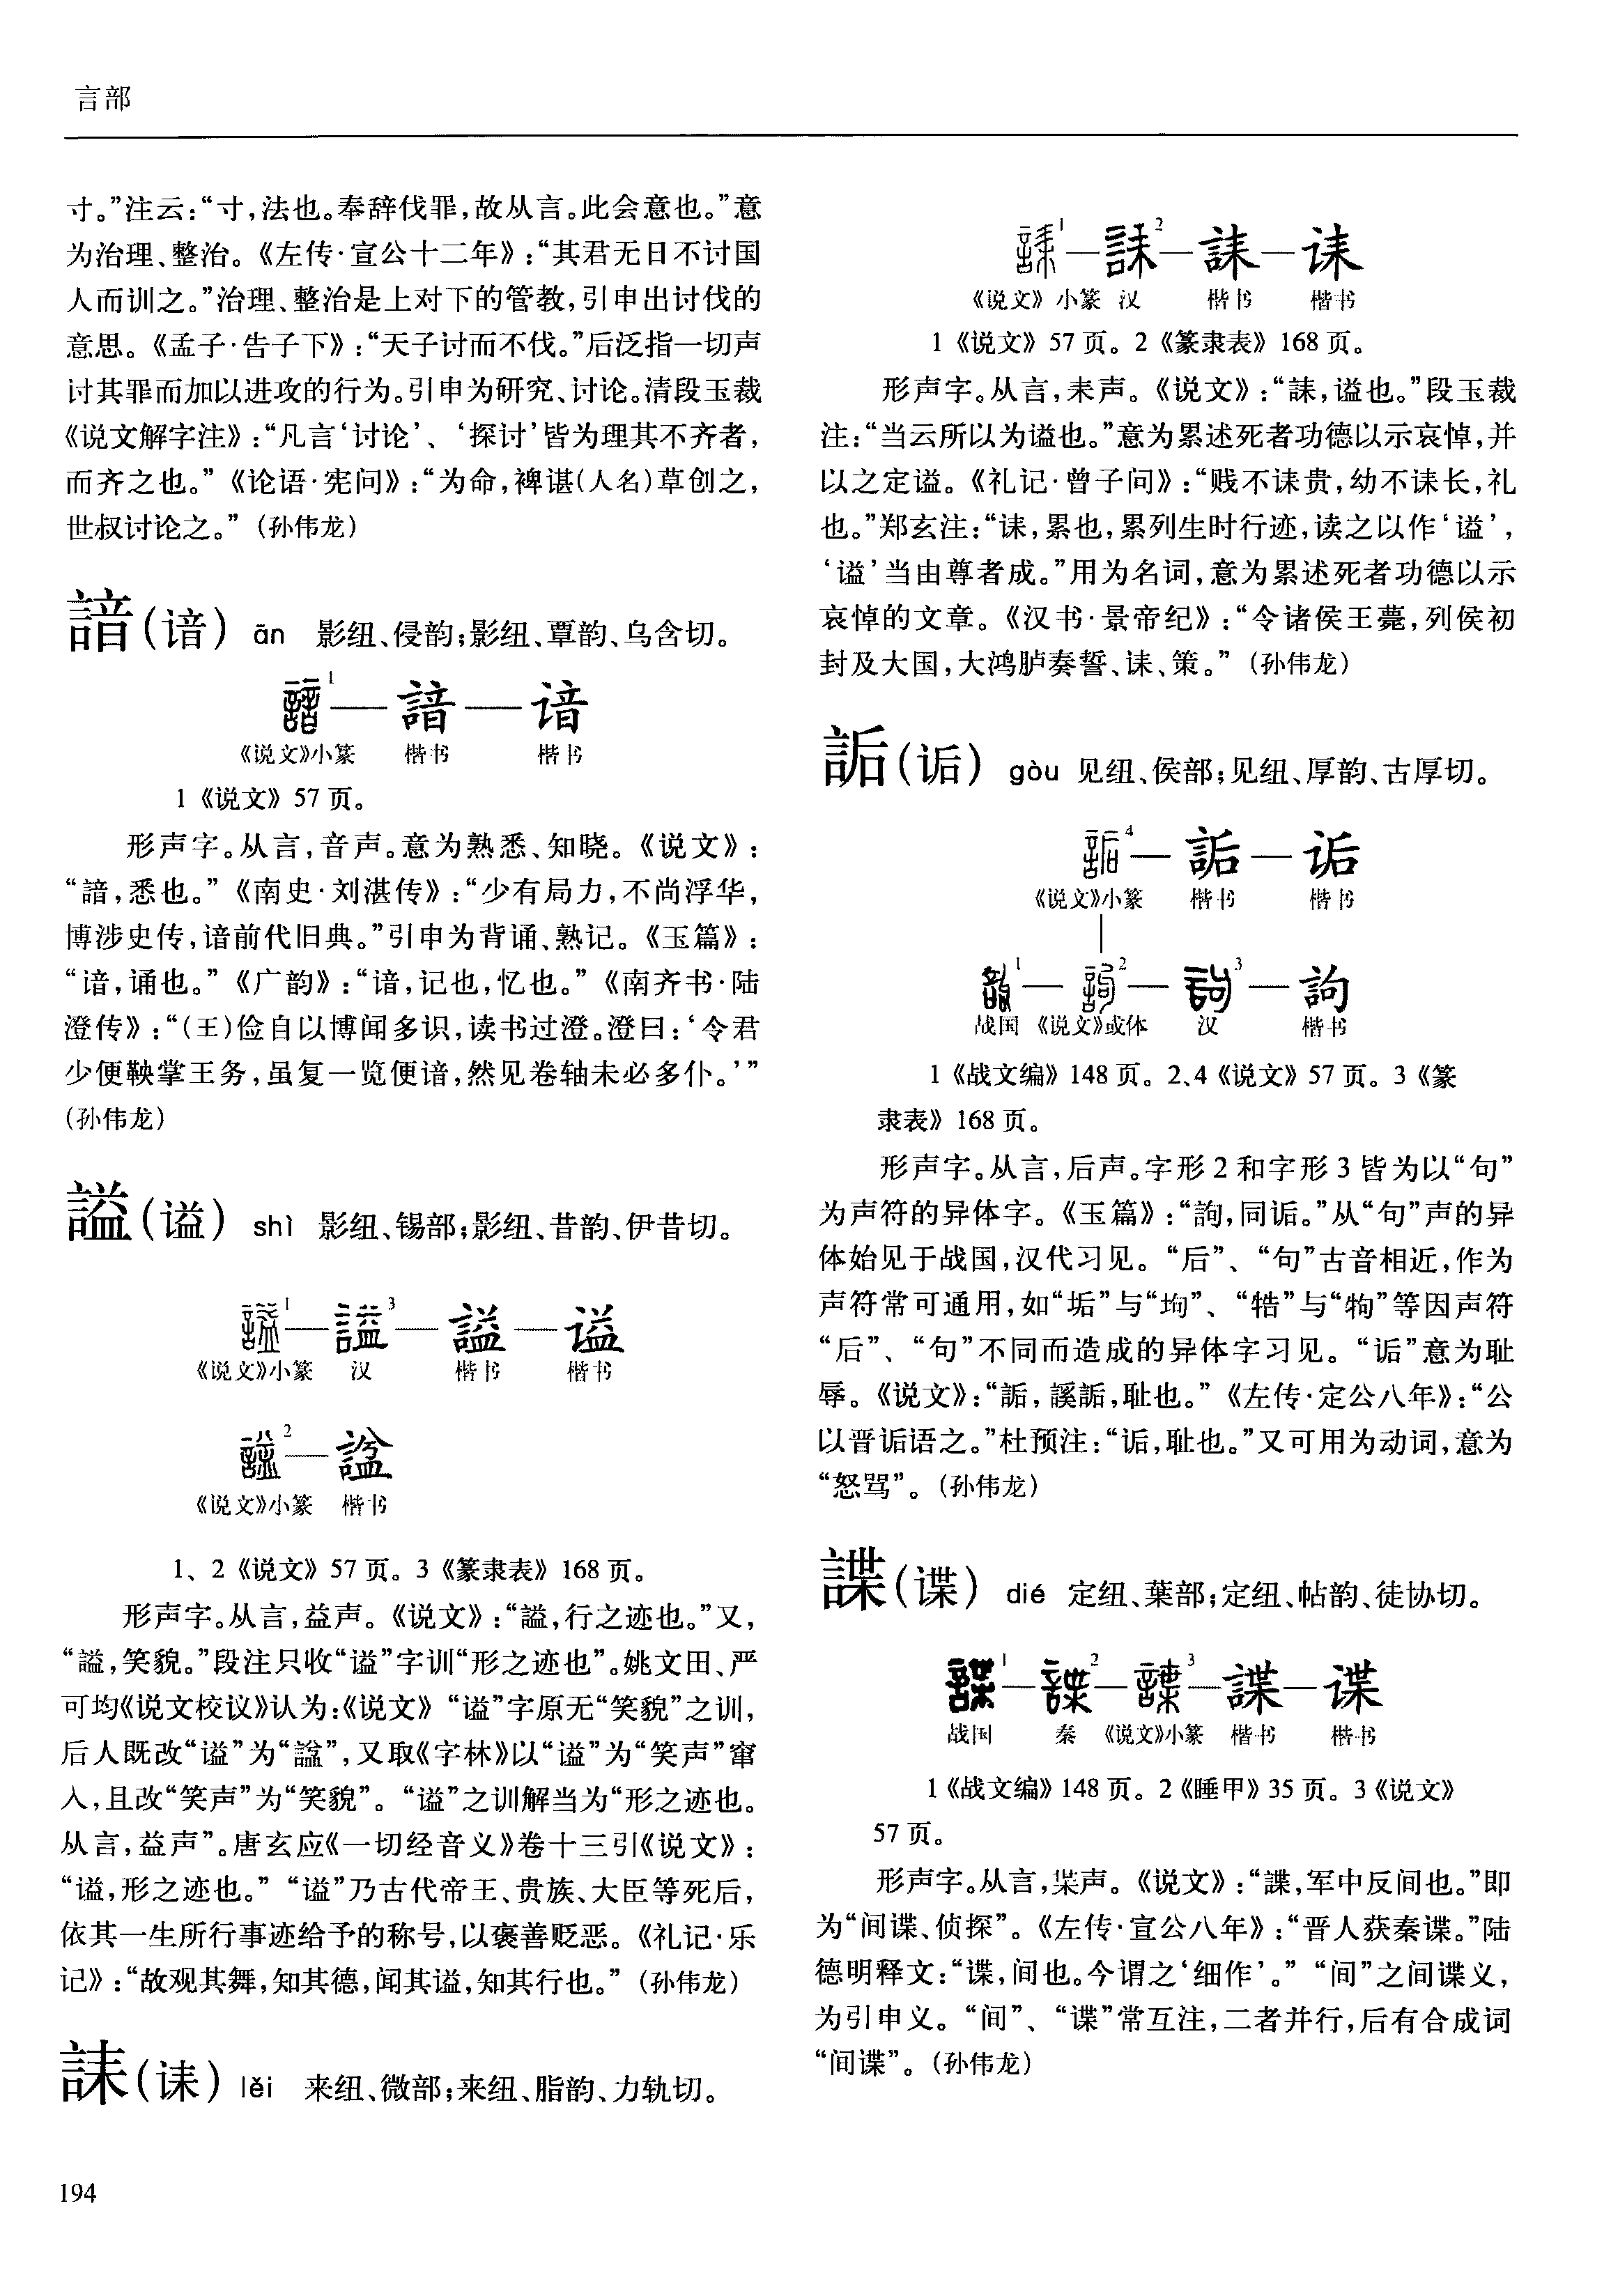 言部
寸。”注云：“寸，法也。奉辞伐罪，故从言。此会意也。”意
为治理、整治。《左传·宣公十二年》：“其君无日不讨国
人而训之。”治理、整治是上对下的管教，引申出讨伐的
意思。《孟子·告子下》：“天子讨而不伐。”后泛指一切声
讨其罪而加以进攻的行为。引申为研究、讨论。清段玉裁
《说文解字注》：“凡言‘讨论’、‘探讨’皆为理其不齐者，
而齐之也。”《论语·宪问》：“为命，裨谌（人名）草创之，
世叔讨论之。”（孙伟龙）
諳（谙） ān 影纽、侵韵；影纽、覃韵、乌含切。
諳1—諳—谙
《说文》小篆 楷书 楷书
1《说文》57页。
形声字。从言，音声。意为熟悉、知晓。《说文》：
“諳，悉也。”《南史·刘湛传》：“少有局力，不尚浮华，
博涉史传，谙前代旧典。”引申为背诵、熟记。《玉篇》：
“谙，诵也。”《广韵》：“谙，记也，忆也。”《南齐书·陆
澄传》：“（王）俭自以博闻多识，读书过澄。澄曰：‘令君
少便鞅掌王务，虽复一览便谙，然见卷轴未必多仆。’”
（孙伟龙）
謚（谥） shì 影纽、锡部；影纽、昔韵、伊昔切。
謚1—謚3—謚—谥
《说文》小篆 汉 楷书 楷书
諡2—諡
《说文》小篆 楷书
1、2《说文》57页。3《篆隶表》168页。
形声字。从言，益声。《说文》：“謚，行之迹也。”又，
“謚，笑貌。”段注只收“谥”字训“形之迹也”。姚文田、严
可均《说文校议》认为：《说文》“谥”字原无“笑貌”之训，
后人既改“谥”为“諡”，又取《字林》以“谥”为“笑声”窜
入，且改“笑声”为“笑貌”。“谥”之训解当为“形之迹也。
从言，益声”。唐玄应《一切经音义》卷十三引《说文》：
“谥，形之迹也。”“谥”乃古代帝王、贵族、大臣等死后，
依其一生所行事迹给予的称号，以褒善贬恶。《礼记·乐
记》：“故观其舞，知其德，闻其谥，知其行也。”（孙伟龙）
誄（诔） lěi 来纽、微部；来纽、脂韵、力轨切。
誄1—誄2—誄—诔
《说文》小篆 汉 楷书 楷书
1《说文》57页。2《篆隶表》168页。
形声字。从言，耒声。《说文》：“誄，谥也。”段玉裁
注：“当云所以为谥也。”意为累述死者功德以示哀悼，并
以之定谥。《礼记·曾子问》：“贱不诔贵，幼不诔长，礼
也。”郑玄注：“诔，累也，累列生时行迹，读之以作‘谥’，
‘谥’当由尊者成。”用为名词，意为累述死者功德以示
哀悼的文章。《汉书·景帝纪》：“令诸侯王薨，列侯初
封及大国，大鸿胪奏誓、诔、策。”（孙伟龙）
詬（诟） gòu 见纽、侯部；见纽、厚韵、古厚切。
詬4—詬—诟
《说文》小篆 楷书 楷书
1—訽2—訽3—訽
战国 《说文》或体 汉 楷书
1《战文编》148页。2、4《说文》57页。3《篆
隶表》168页。
形声字。从言，后声。字形2和字形3皆为以“句”
为声符的异体字。《玉篇》：“訽，同诟。”从“句”声的异
体始见于战国，汉代习见。“后”、“句”古音相近，作为
声符常可通用，如“垢”与“坸”、“㸸”与“㸬”等因声符
“后”、“句”不同而造成的异体字习见。“诟”意为耻
辱。《说文》：“詬，謑詬，耻也。”《左传·定公八年》：“公
以晋诟语之。”杜预注：“诟，耻也。”又可用为动词，意为
“怒骂”。（孙伟龙）
諜（谍） dié 定纽、葉部；定纽、帖韵、徒协切。
諜1—諜2—諜3—諜—谍
战国 秦 《说文》小篆 楷书 楷书
1《战文编》148页。2《睡甲》35页。3《说文》
57页。
形声字。从言，枼声。《说文》：“諜，军中反间也。”即
为“间谍、侦探”。《左传·宣公八年》：“晋人获秦谍。”陆
德明释文：“谍，间也。今谓之‘细作’。”“间”之间谍义，
为引申义。“间”、“谍”常互注，二者并行，后有合成词
“间谍”。（孙伟龙）
194